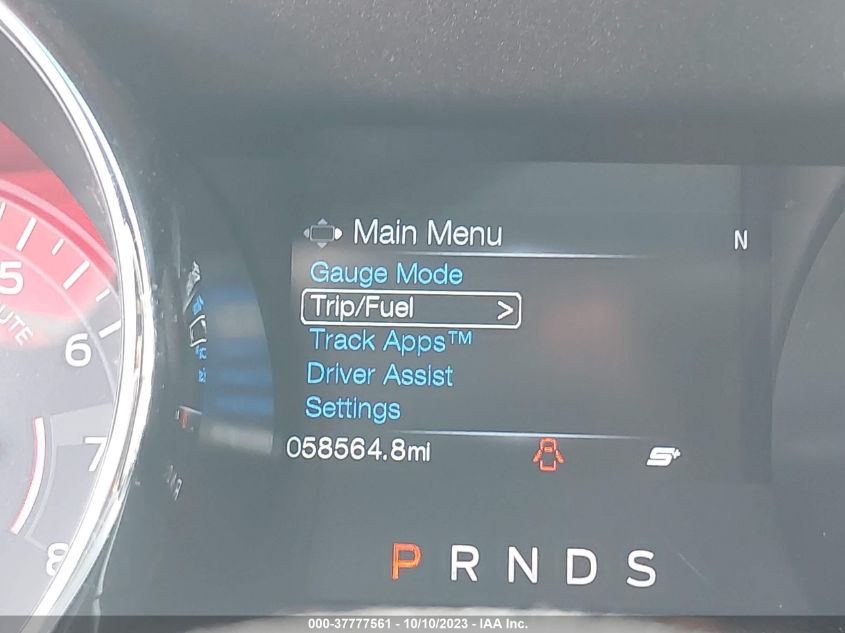 Main Menu
N
Gauge Mode
Trip/Fuel >
Track Apps™
Driver Assist
Settings
058564.8mi
S+
P R N D S
5
6
7
8
000-37777561 - 10/10/2023 - IAA Inc.